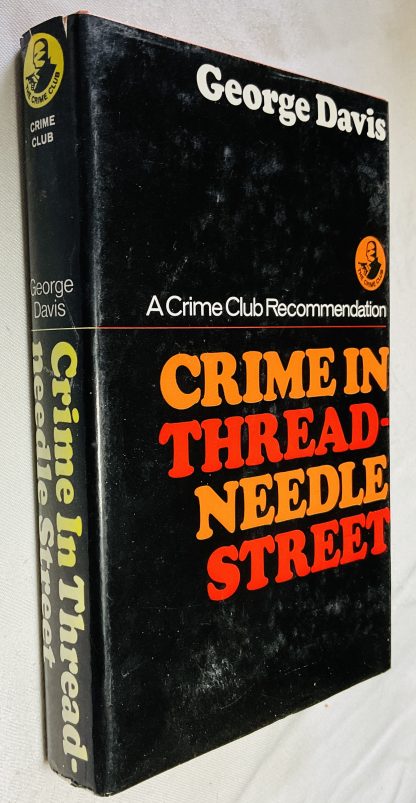 THE CRIME CLUB
CRIME
CLUB
George
Davis
Crime In Thread-
needle Street
George Davis
THE CRIME CLUB
A Crime Club Recommendation
CRIME IN
THREAD-
NEEDLE
STREET